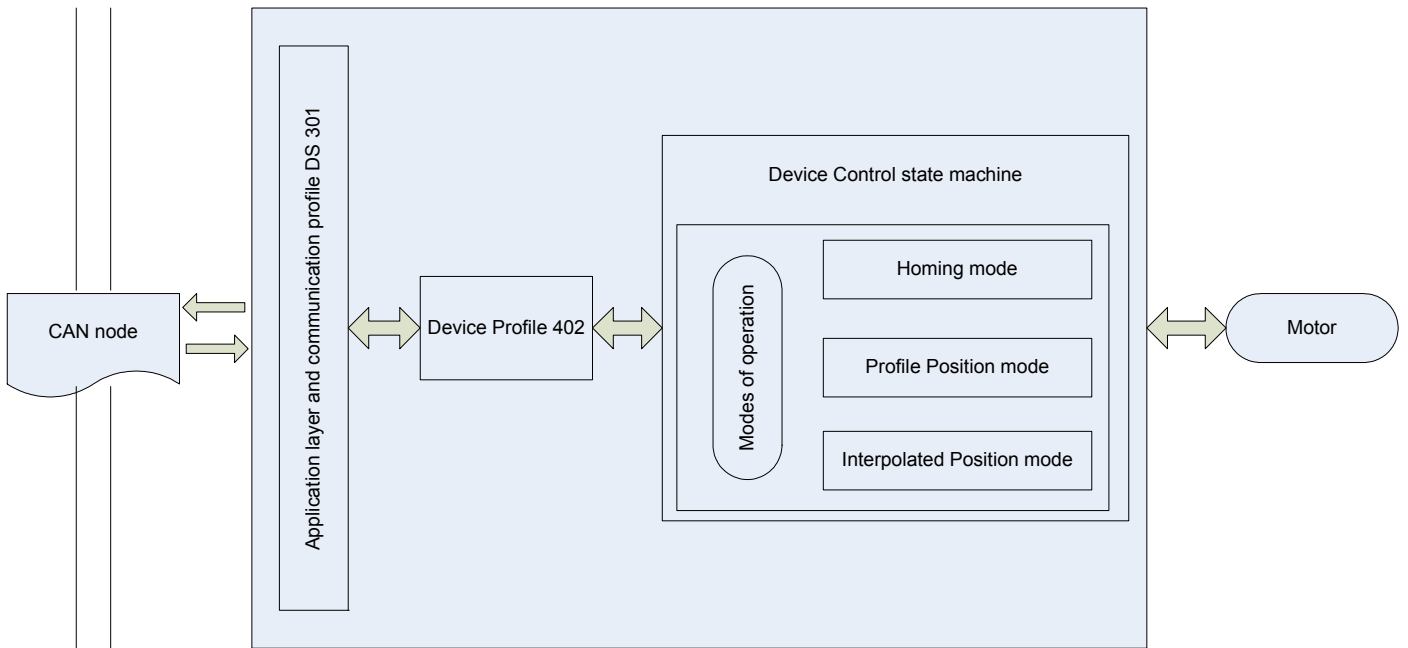 CAN node
Application layer and communication profile DS 301
Device Profile 402
Device Control state machine
Modes of operation
Homing mode
Profile Position mode
Interpolated Position mode
Motor